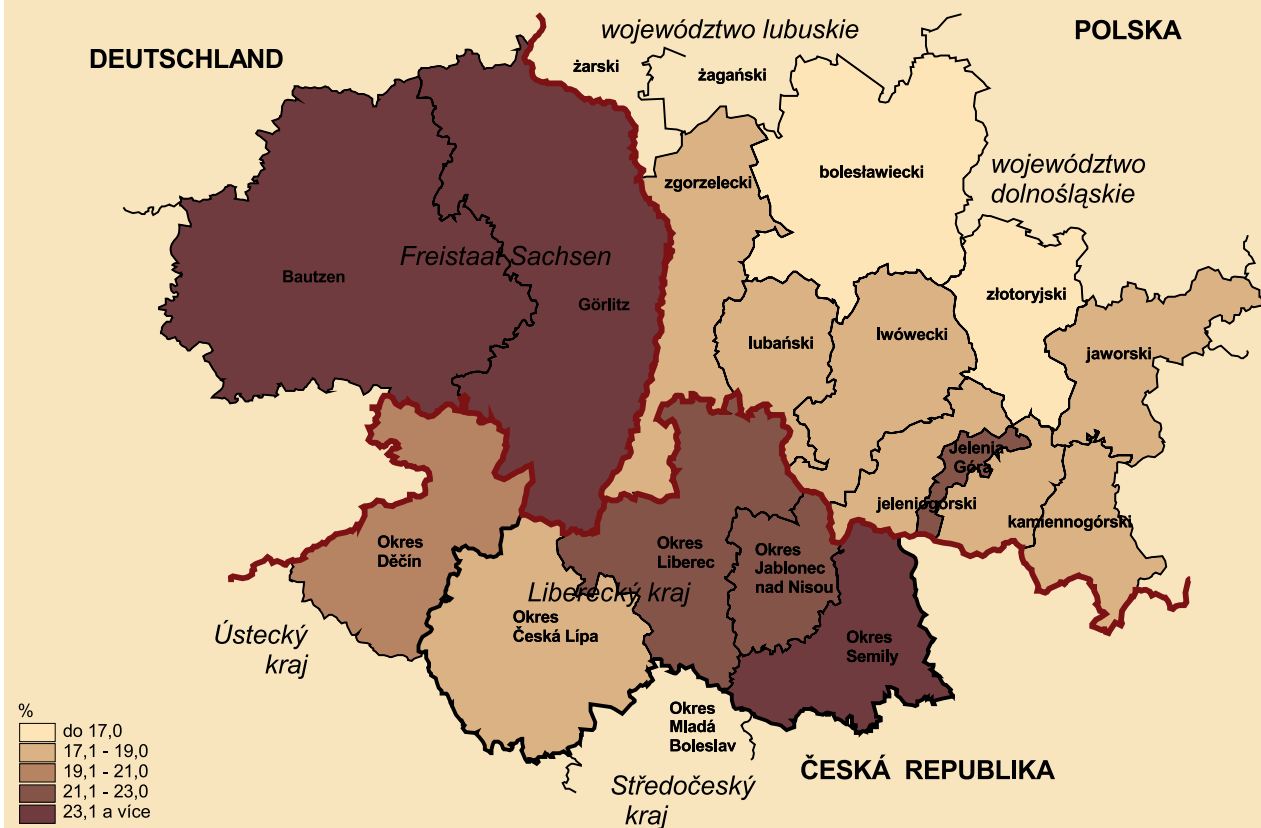 DEUTSCHLAND
województwo lubuskie
POLSKA
żarski
żagański
zgorzelecki
bolesławiecki
województwo
dolnośląskie
Freistaat Sachsen
Bautzen
Görlitz
złotoryjski
lubański
lwówecki
jaworski
Jelenia
Góra
jeleniogórski
kamiennogórski
Okres
Děčín
Okres
Liberec
Okres
Jablonec
nad Nisou
Liberecký kraj
Okres
Česká Lípa
Ústecký
kraj
Okres
Semily
Okres
Mladá
Boleslav
ČESKÁ REPUBLIKA
Středočeský
kraj
%
do 17,0
17,1 - 19,0
19,1 - 21,0
21,1 - 23,0
23,1 a více